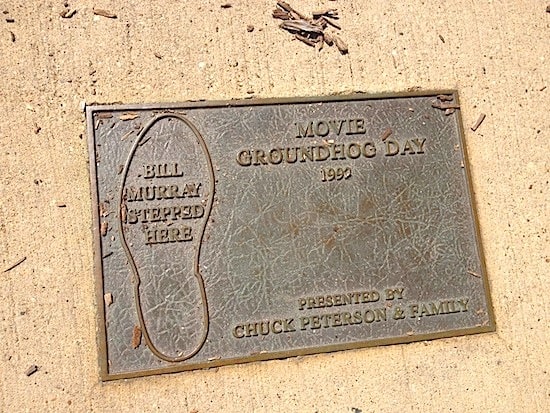 BILL
MURRAY
STEPPED
HERE
MOVIE
GROUNDHOG DAY
1992
PRESENTED BY
CHUCK PETERSON & FAMILY